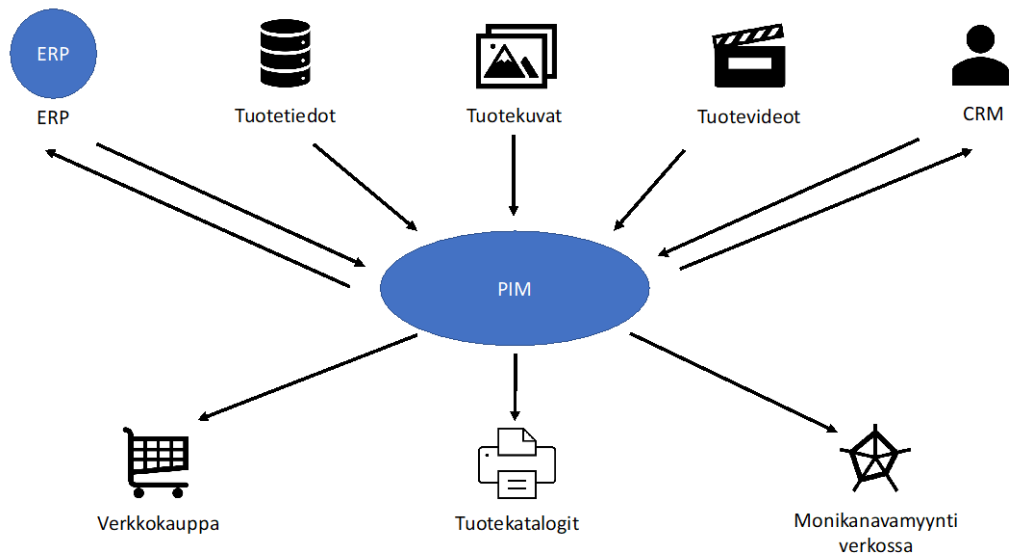 ERP
ERP
Tuotetiedot
Tuotekuvat
Tuotevideot
CRM
PIM
Verkkokauppa
Tuotekatalogit
Monikanavamyynti
verkossa